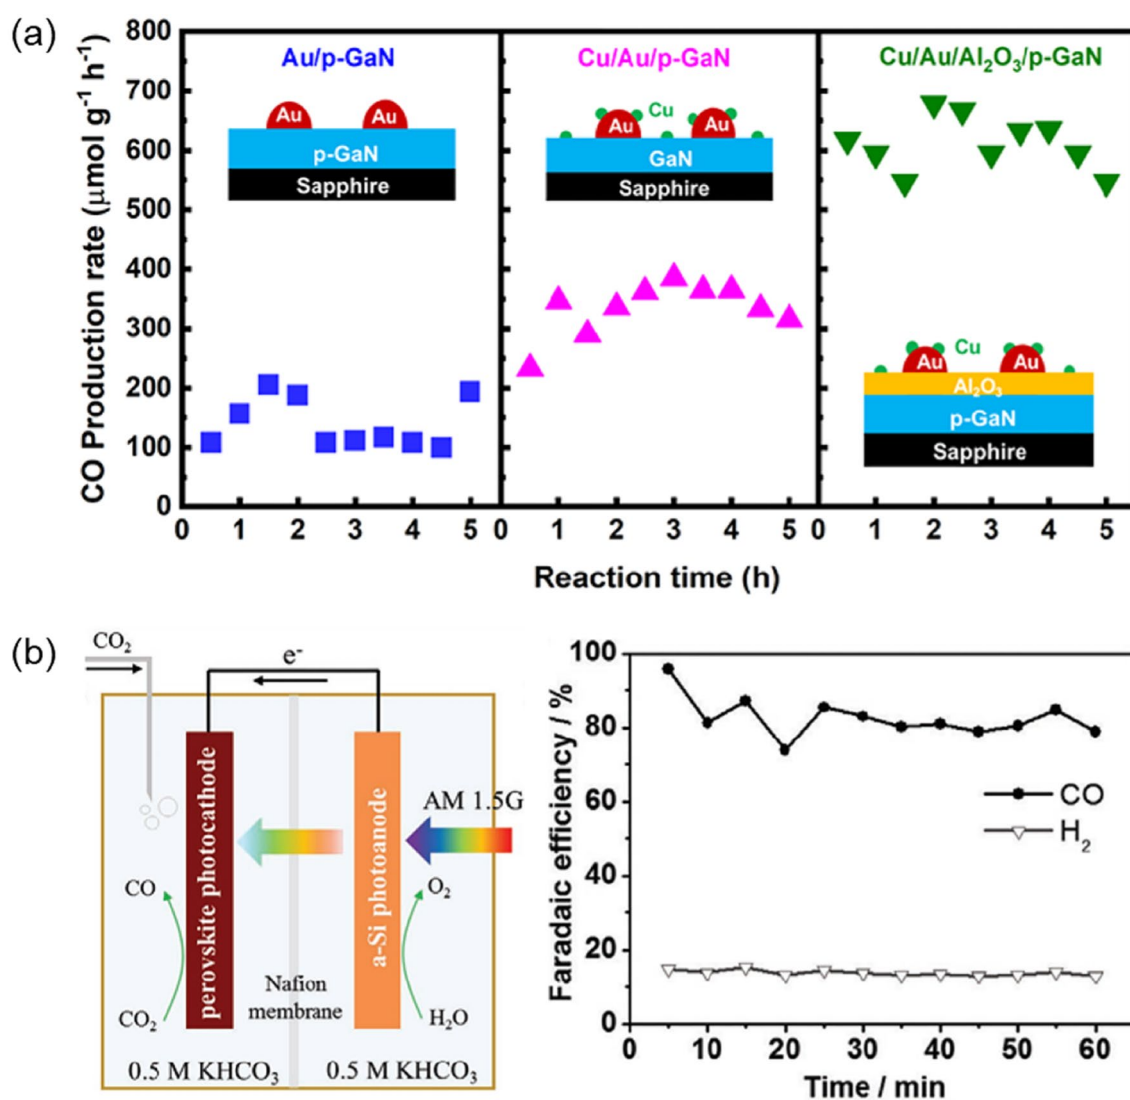 (a)
CO Production rate (μmol g⁻¹ h⁻¹)
800
700
600
500
400
300
200
100
0
Au/p-GaN
Au Au
p-GaN
Sapphire
Cu/Au/p-GaN
Au Cu Au
GaN
Sapphire
Cu/Au/Al₂O₃/p-GaN
Au Cu Au
Al₂O₃
p-GaN
Sapphire
0 1 2 3 4 5
0 1 2 3 4 5
0 1 2 3 4 5
Reaction time (h)
(b)
CO₂
e⁻
perovskite photocathode
a-Si photoanode
AM 1.5G
CO
O₂
CO₂
Nafion
membrane
H₂O
0.5 M KHCO₃
0.5 M KHCO₃
Faradaic efficiency / %
100
80
60
40
20
0
CO
H₂
0 10 20 30 40 50 60
Time / min